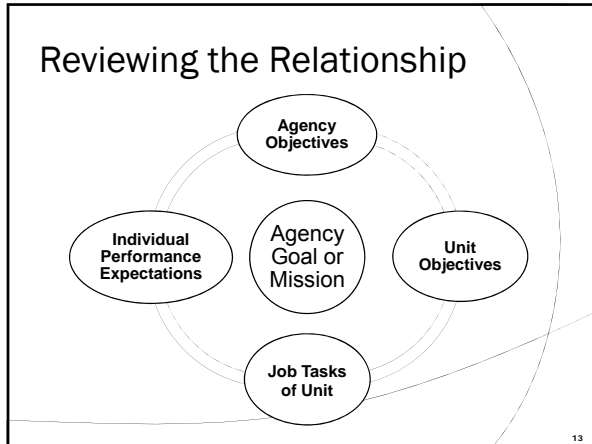 Reviewing the Relationship
Agency
Objectives
Individual
Performance
Expectations
Agency
Goal or
Mission
Unit
Objectives
Job Tasks
of Unit
13